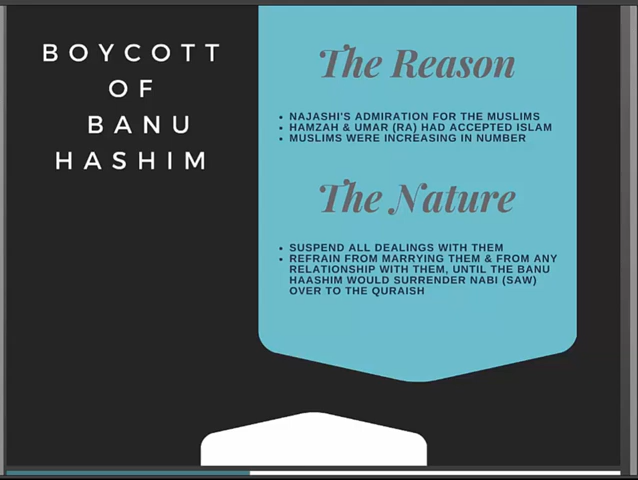 BOYCOTT
OF
BANU
HASHIM
The Reason
• NAJASHI'S ADMIRATION FOR THE MUSLIMS
• HAMZAH & UMAR (RA) HAD ACCEPTED ISLAM
• MUSLIMS WERE INCREASING IN NUMBER
The Nature
• SUSPEND ALL DEALINGS WITH THEM
• REFRAIN FROM MARRYING THEM & FROM ANY
RELATIONSHIP WITH THEM, UNTIL THE BANU
HAASHIM WOULD SURRENDER NABI (SAW)
OVER TO THE QURAISH